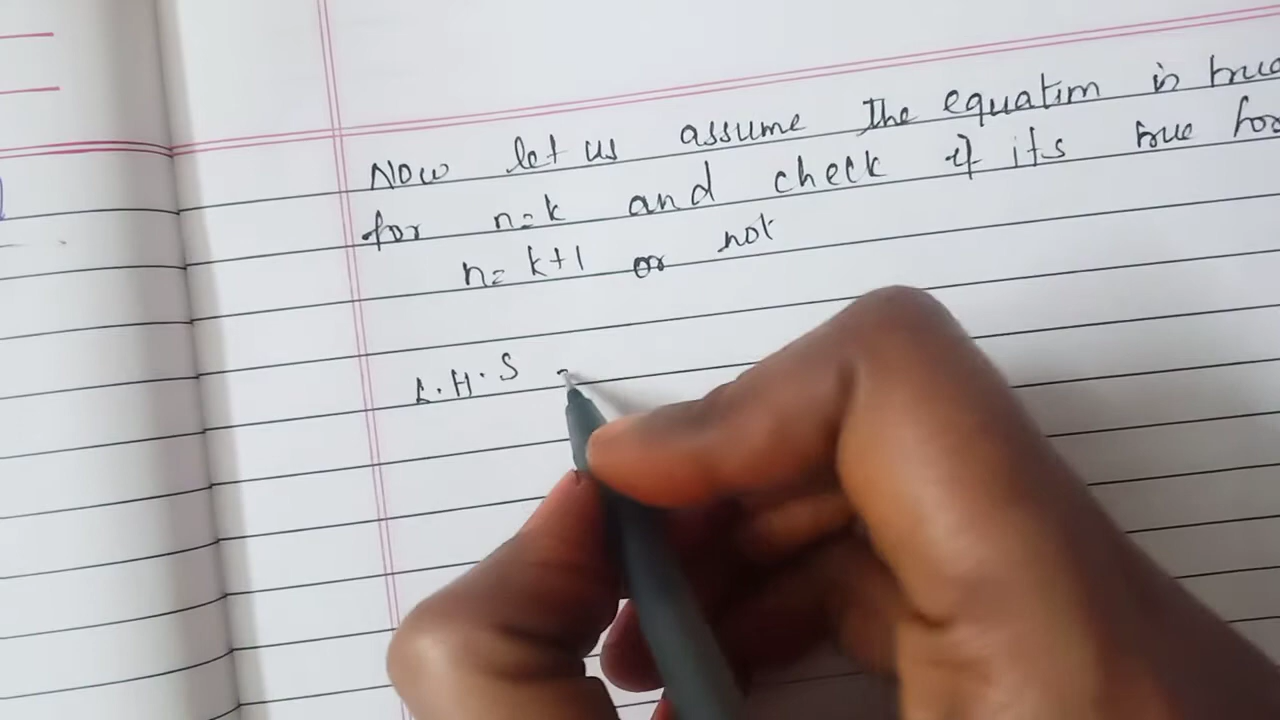 Now let us assume the equation is true
for n=k and check if its true for
n= k+1 or not
L.H.S =